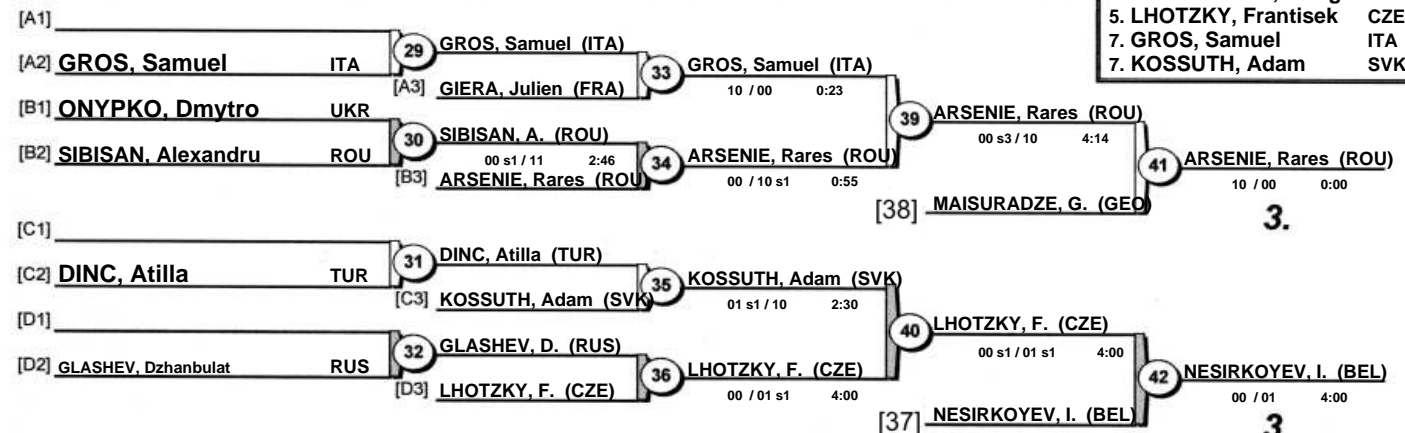 5. LHOTZKY, Frantisek CZE
7. GROS, Samuel ITA
7. KOSSUTH, Adam SVK
[A1]
[A2] GROS, Samuel ITA
29 GROS, Samuel (ITA)
[A3] GIERA, Julien (FRA)
33 GROS, Samuel (ITA)
10 / 00 0:23
[B1] ONYPKO, Dmytro UKR
[B2] SIBISAN, Alexandru ROU
30 SIBISAN, A. (ROU)
00 s1 / 11 2:46
[B3] ARSENIE, Rares (ROU
34 ARSENIE, Rares (ROU)
00 / 10 s1 0:55
39 ARSENIE, Rares (ROU)
00 s3 / 10 4:14
[38] MAISURADZE, G. (GEO)
41 ARSENIE, Rares (ROU)
10 / 00 0:00
3.
[C1]
[C2] DINC, Atilla TUR
31 DINC, Atilla (TUR)
[C3] KOSSUTH, Adam (SVK)
35 KOSSUTH, Adam (SVK)
01 s1 / 10 2:30
[D1]
[D2] GLASHEV, Dzhanbulat RUS
32 GLASHEV, D. (RUS)
[D3] LHOTZKY, F. (CZE)
36 LHOTZKY, F. (CZE)
00 / 01 s1 4:00
40 LHOTZKY, F. (CZE)
00 s1 / 01 s1 4:00
[37] NESIRKOYEV, I. (BEL)
42 NESIRKOYEV, I. (BEL)
00 / 01 4:00
3